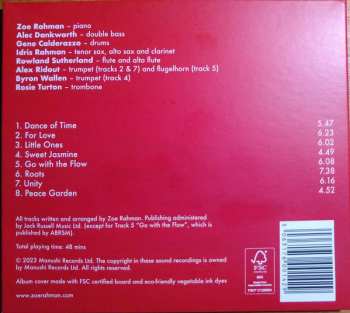 Zoe Rahman – piano
Alec Dankworth – double bass
Gene Calderazzo – drums
Idris Rahman – tenor sax, alto sax and clarinet
Rowland Sutherland – flute and alto flute
Alex Ridout – trumpet (tracks 2 & 7) and flugelhorn (track 5)
Byron Wallen – trumpet (track 4)
Rosie Turton – trombone
1. Dance of Time 5.47
2. For Love 6.23
3. Little Ones 6.02
4. Sweet Jasmine 4.49
5. Go with the Flow 6.08
6. Roots 7.38
7. Unity 6.16
8. Peace Garden 4.52
All tracks written and arranged by Zoe Rahman. Publishing administered
by Jack Russell Music Ltd. (except for Track 5 "Go with the Flow", which is
published by ABRSM).
Total playing time: 48 mins
© 2023 Manushi Records Ltd. The copyright in these sound recordings is owned
by Manushi Records Ltd. All rights reserved.
Album cover made with FSC certified board and eco-friendly vegetable ink dyes
www.zoerahman.com
FSC